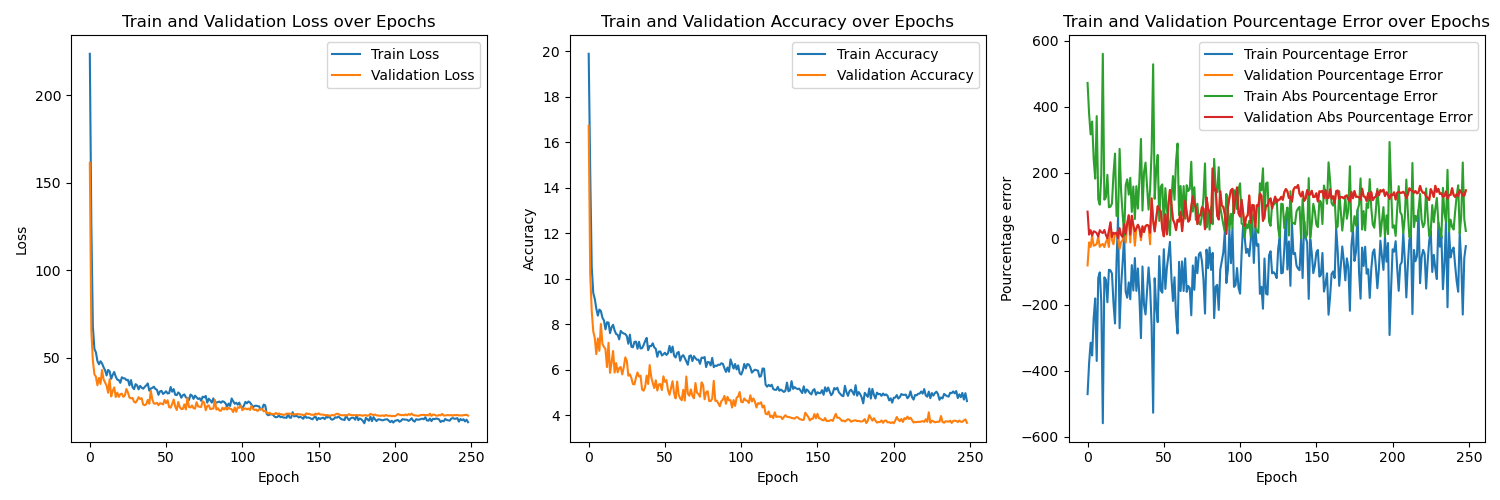 Train and Validation Loss over Epochs
Loss
200
150
100
50
0
50
100
150
200
250
Epoch
Train Loss
Validation Loss
Train and Validation Accuracy over Epochs
Accuracy
20
18
16
14
12
10
8
6
4
0
50
100
150
200
250
Epoch
Train Accuracy
Validation Accuracy
Train and Validation Pourcentage Error over Epochs
Pourcentage error
600
400
200
0
−200
−400
−600
0
50
100
150
200
250
Epoch
Train Pourcentage Error
Validation Pourcentage Error
Train Abs Pourcentage Error
Validation Abs Pourcentage Error